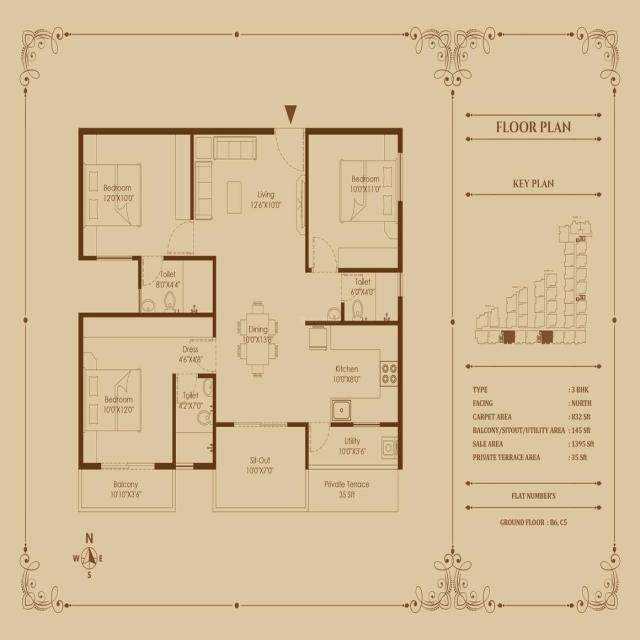 Bedroom
12'0"X10'0"
Living
12'6"X10'0"
Bedroom
10'0"X11'0"
Toilet
8'0"X4'4"
Toilet
6'0"X4'0"
Dining
Dress
4'6"X4'8"
Kitchen
10'0"X8'0"
Bedroom
10'0"X12'0"
Toilet
4'2"X7'0"
Sit-Out
10'0"X7'0"
Utility
10'0"X3'6"
Balcony
10'10"X3'6"
Private Terrace
35 Sft
N
W E
S
FLOOR PLAN
KEY PLAN
TYPE : 3 BHK
FACING : NORTH
CARPET AREA : 832 Sft
BALCONY/SITOUT/UTILITY AREA : 145 Sft
SALE AREA : 1395 Sft
PRIVATE TERRACE AREA : 35 Sft
FLAT NUMBER'S
GROUND FLOOR : B6, C5